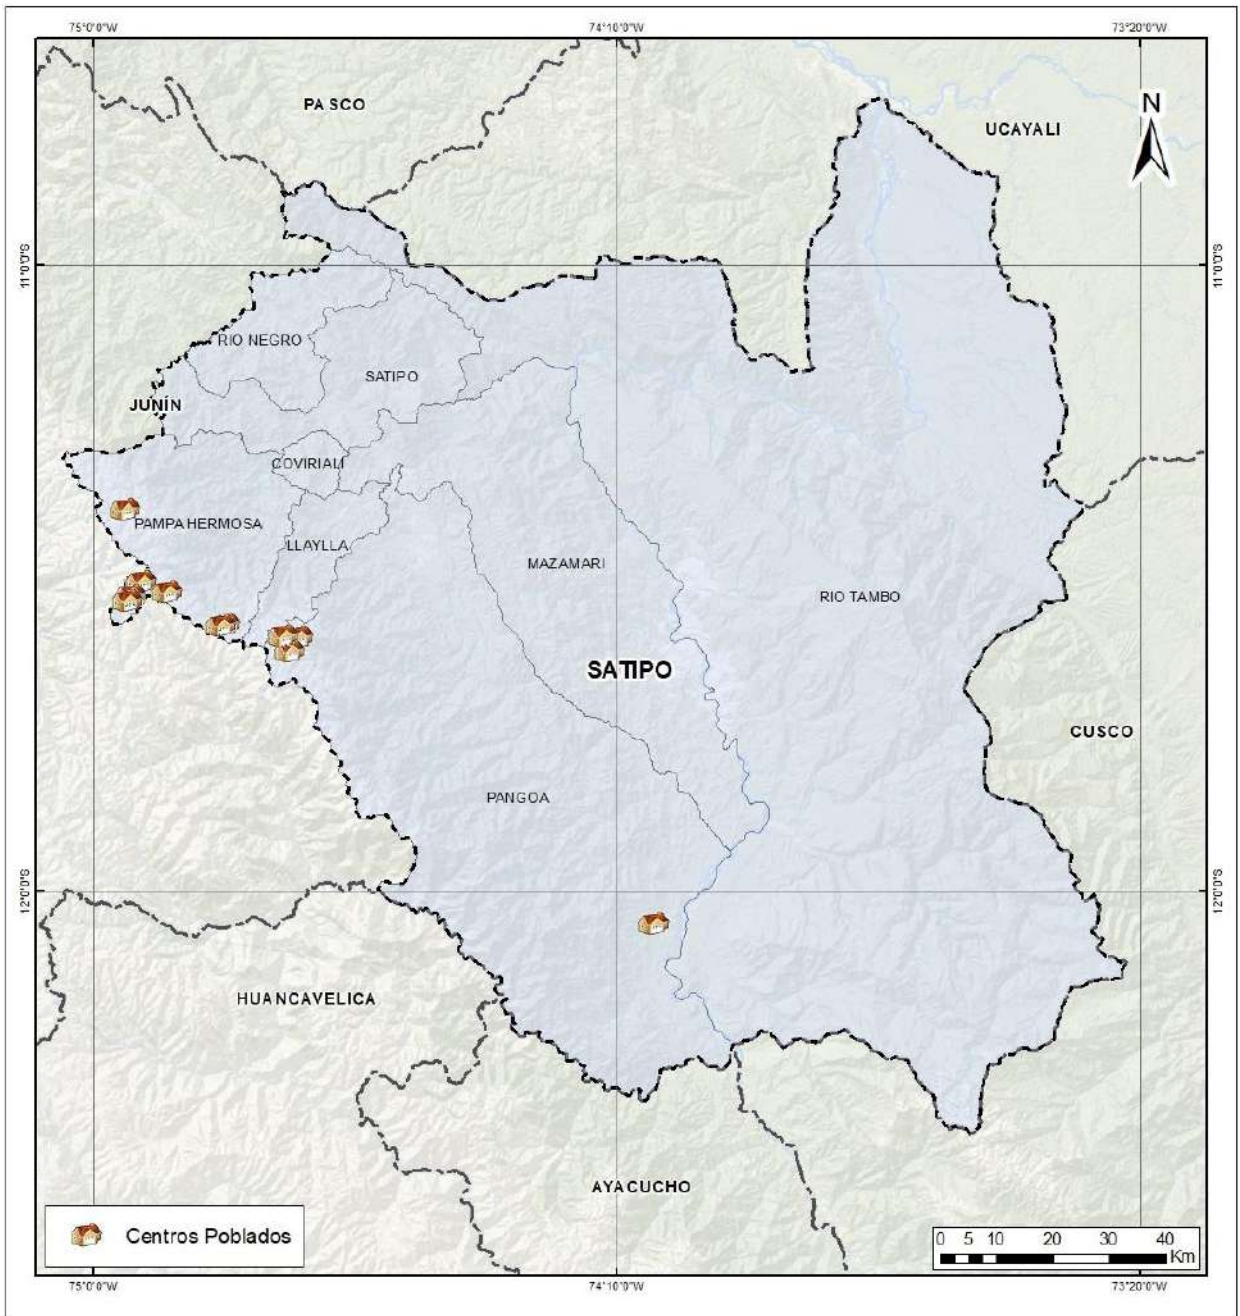 75°0'0"W
74°10'0"W
73°20'0"W
PASCO
N
UCAYALI
11°0'0"S
11°0'0"S
RIO NEGRO
SATIPO
JUNÍN
COVIRIALI
PAMPA HERMOSA
LLAYLLA
MAZAMARI
RIO TAMBO
SATIPO
CUSCO
PANGOA
12°0'0"S
12°0'0"S
HUANCAVELICA
AYACUCHO
Centros Poblados
0 5 10 20 30 40
Km
75°0'0"W
74°10'0"W
73°20'0"W